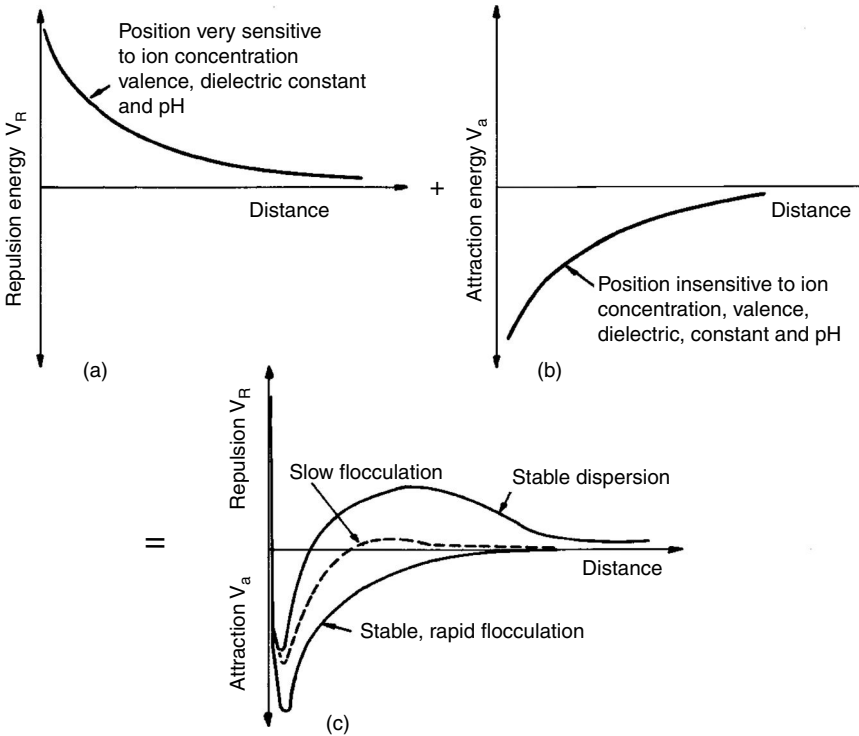 Position very sensitive
to ion concentration
valence, dielectric constant
and pH
Repulsion energy V_R
Distance
(a)
+
Attraction energy V_a
Distance
Position insensitive to ion
concentration, valence,
dielectric, constant and pH
(b)
=
Repulsion V_R
Attraction V_a
Slow flocculation
Stable dispersion
Distance
Stable, rapid flocculation
(c)